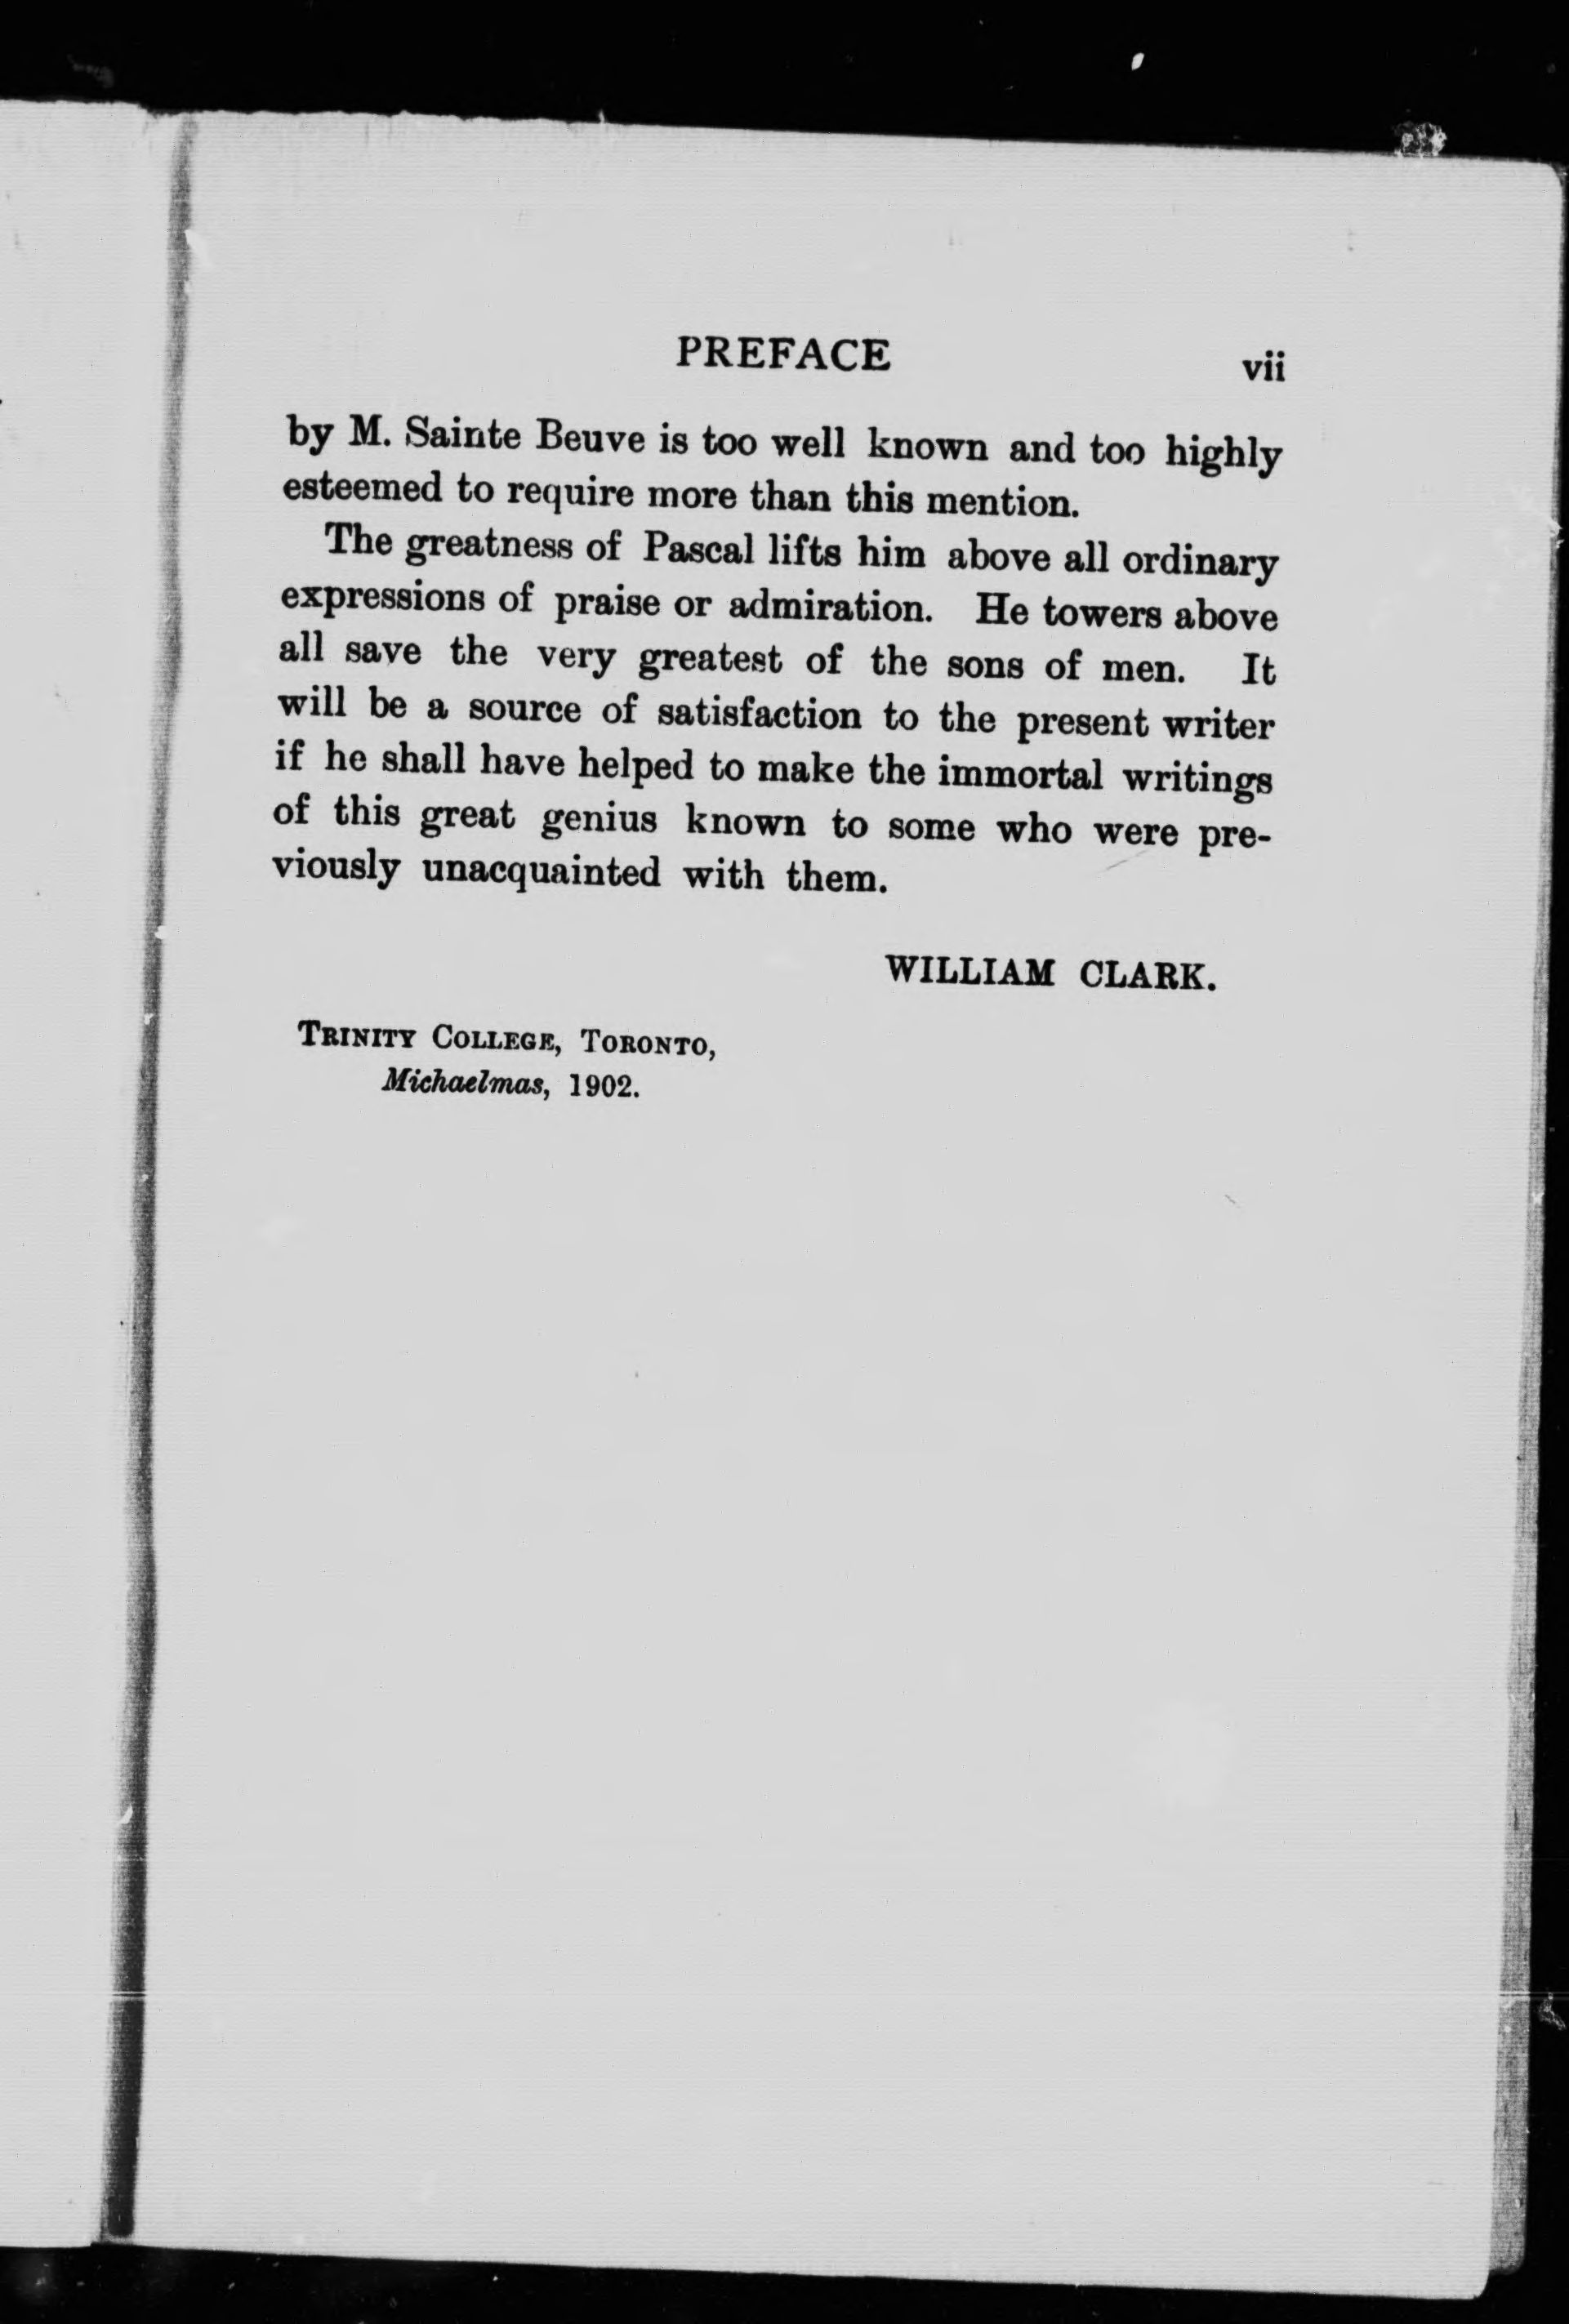 PREFACE vii
by M. Sainte Beuve is too well known and too highly
esteemed to require more than this mention.
The greatness of Pascal lifts him above all ordinary
expressions of praise or admiration. He towers above
all save the very greatest of the sons of men. It
will be a source of satisfaction to the present writer
if he shall have helped to make the immortal writings
of this great genius known to some who were pre-
viously unacquainted with them.
WILLIAM CLARK.
TRINITY COLLEGE, TORONTO,
Michaelmas, 1902.